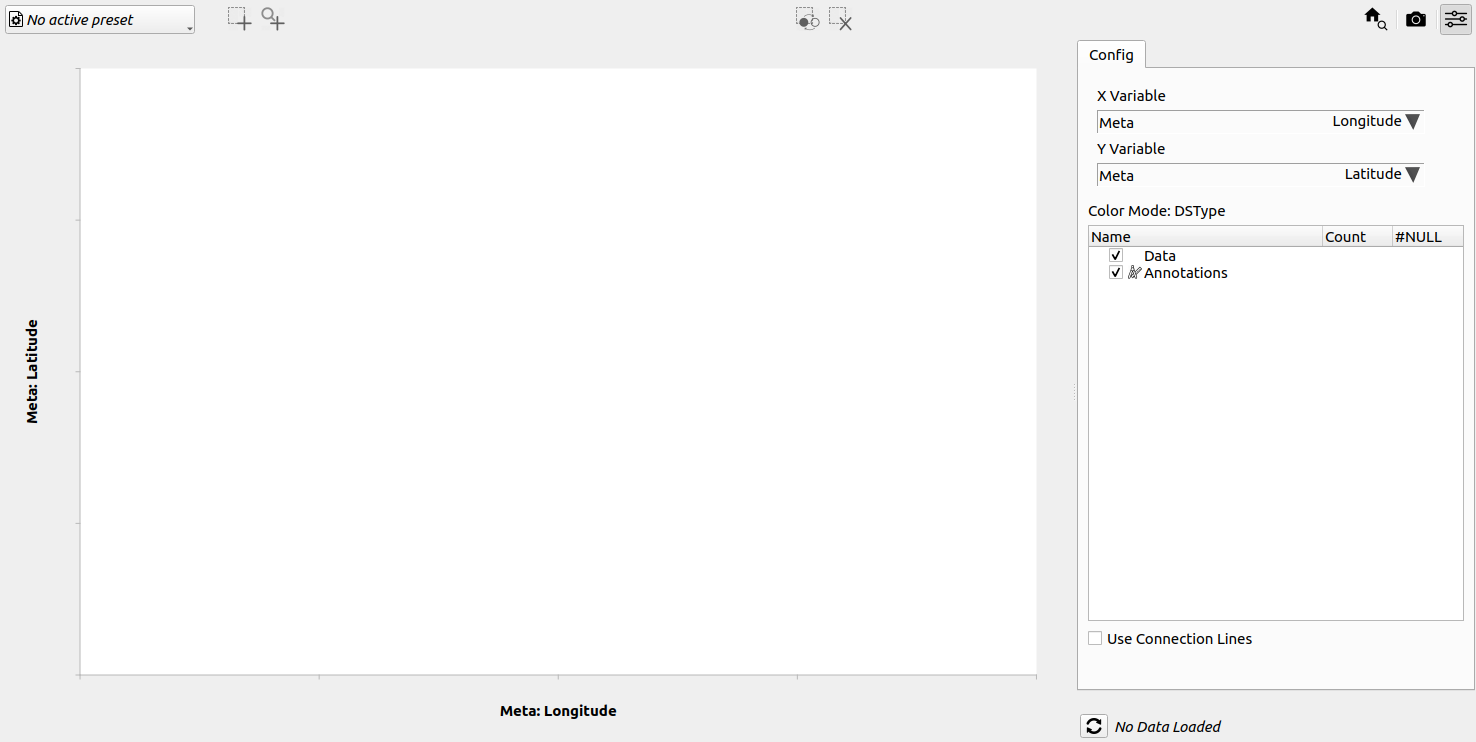 No active preset
Config
X Variable
Meta Longitude
Y Variable
Meta Latitude
Color Mode: DSType
Name Count #NULL
Data
Annotations
Use Connection Lines
Meta: Latitude
Meta: Longitude
No Data Loaded